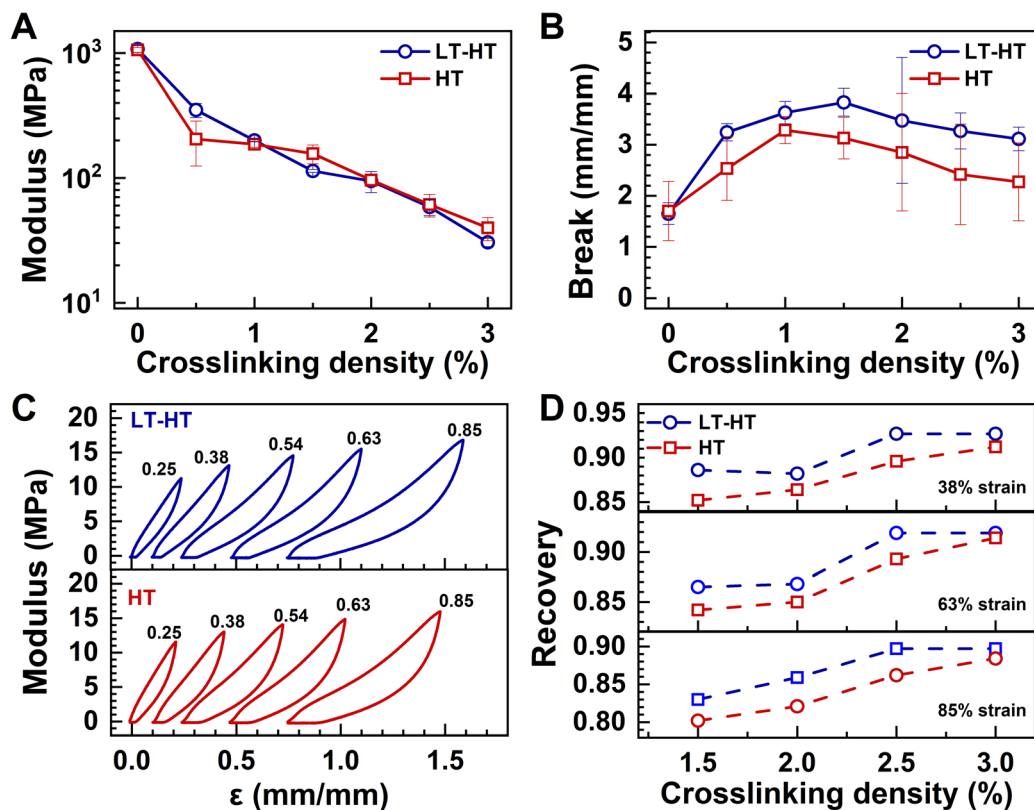 A
Modulus (MPa)
10³
10²
10¹
LT-HT
HT
0 1 2 3
Crosslinking density (%)
B
Break (mm/mm)
5
4
3
2
1
0
LT-HT
HT
0 1 2 3
Crosslinking density (%)
C
Modulus (MPa)
LT-HT
20
15
10
5
0
0.25 0.38 0.54 0.63 0.85
HT
20
15
10
5
0
0.25 0.38 0.54 0.63 0.85
0.0 0.5 1.0 1.5
ε (mm/mm)
D
Recovery
0.95
0.90
0.85
LT-HT
HT
38% strain
0.90
0.85
63% strain
0.90
0.85
0.80
85% strain
1.5 2.0 2.5 3.0
Crosslinking density (%)